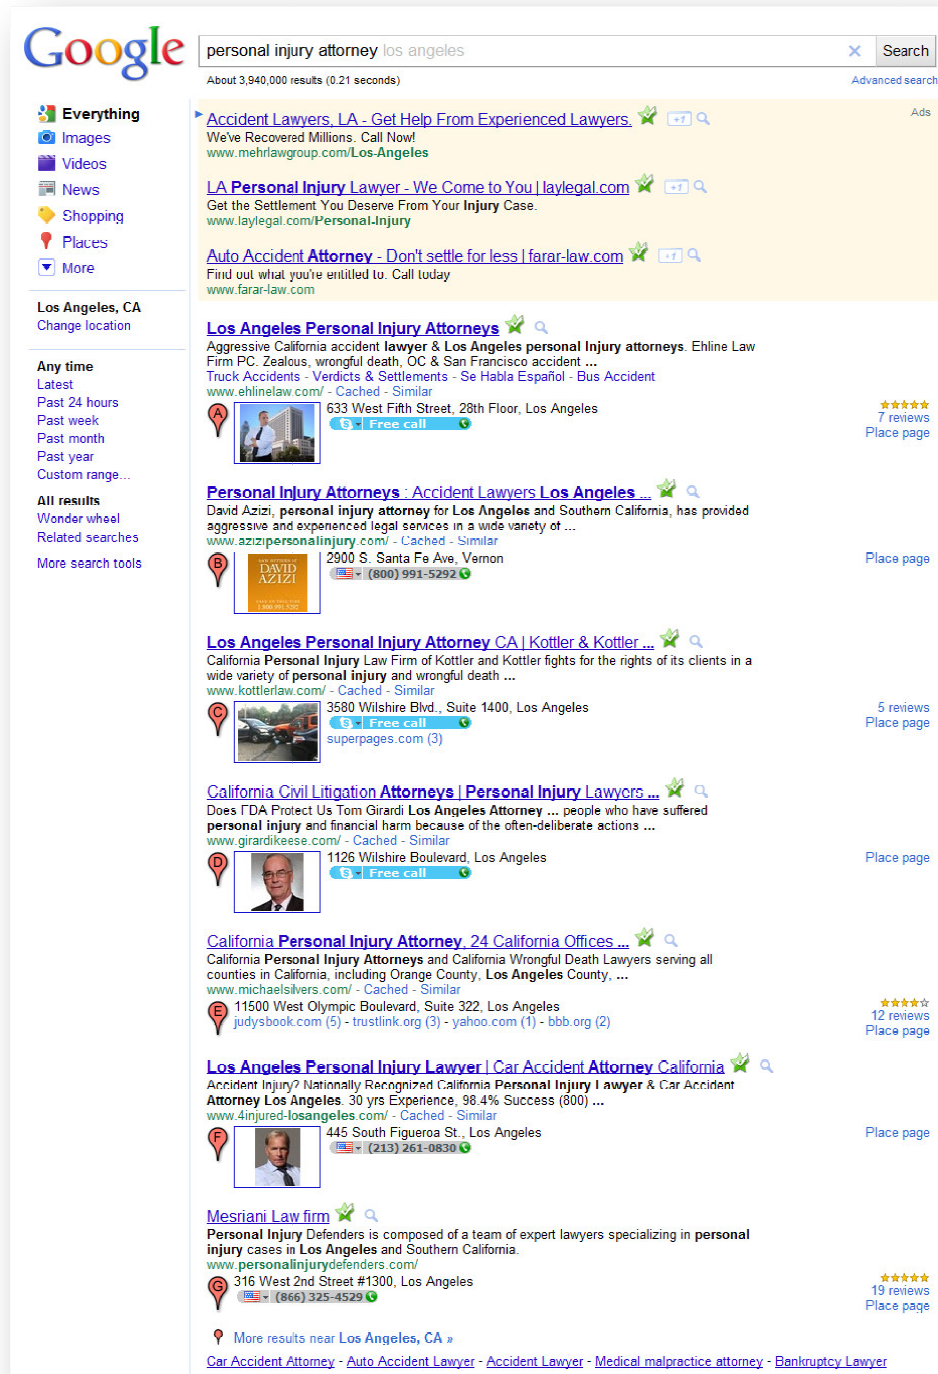 Google
personal injury attorney los angeles
Search
About 3,940,000 results (0.21 seconds)
Advanced search
Everything
Images
Videos
News
Shopping
Places
More
Los Angeles, CA
Change location
Any time
Latest
Past 24 hours
Past week
Past month
Past year
Custom range...
All results
Wonder wheel
Related searches
More search tools
Ads
Accident Lawyers, LA - Get Help From Experienced Lawyers. +1
We've Recovered Millions. Call Now!
www.mehrlawgroup.com/Los-Angeles
LA Personal Injury Lawyer - We Come to You | laylegal.com +1
Get the Settlement You Deserve From Your Injury Case.
www.laylegal.com/Personal-Injury
Auto Accident Attorney - Don't settle for less | farar-law.com +1
Find out what you're entitled to. Call today
www.farar-law.com
Los Angeles Personal Injury Attorneys
Aggressive California accident lawyer & Los Angeles personal Injury attorneys. Ehline Law
Firm PC. Zealous, wrongful death, OC & San Francisco accident ...
Truck Accidents - Verdicts & Settlements - Se Habla Español - Bus Accident
www.ehlinelaw.com/ - Cached - Similar
A
633 West Fifth Street, 28th Floor, Los Angeles
Free call
7 reviews
Place page
Personal Injury Attorneys : Accident Lawyers Los Angeles ...
David Azizi, personal injury attorney for Los Angeles and Southern California, has provided
aggressive and experienced legal services in a wide variety of ...
www.azizipersonalinjury.com/ - Cached - Similar
B
DAVID
AZIZI
1.800.991.5292
2900 S. Santa Fe Ave, Vernon
(800) 991-5292
Place page
Los Angeles Personal Injury Attorney CA | Kottler & Kottler ...
California Personal Injury Law Firm of Kottler and Kottler fights for the rights of its clients in a
wide variety of personal injury and wrongful death ...
www.kottlerlaw.com/ - Cached - Similar
C
3580 Wilshire Blvd., Suite 1400, Los Angeles
Free call
superpages.com (3)
5 reviews
Place page
California Civil Litigation Attorneys | Personal Injury Lawyers ...
Does FDA Protect Us Tom Girardi Los Angeles Attorney ... people who have suffered
personal injury and financial harm because of the often-deliberate actions ...
www.girardikeese.com/ - Cached - Similar
D
1126 Wilshire Boulevard, Los Angeles
Free call
Place page
California Personal Injury Attorney, 24 California Offices ...
California Personal Injury Attorneys and California Wrongful Death Lawyers serving all
counties in California, including Orange County, Los Angeles County, ...
www.michaelsilvers.com/ - Cached - Similar
E
11500 West Olympic Boulevard, Suite 322, Los Angeles
judysbook.com (5) - trustlink.org (3) - yahoo.com (1) - bbb.org (2)
12 reviews
Place page
Los Angeles Personal Injury Lawyer | Car Accident Attorney California
Accident Injury? Nationally Recognized California Personal Injury Lawyer & Car Accident
Attorney Los Angeles. 30 yrs Experience, 98.4% Success (800) ...
www.4injured-losangeles.com/ - Cached - Similar
F
445 South Figueroa St., Los Angeles
(213) 261-0830
Place page
Mesriani Law firm
Personal Injury Defenders is composed of a team of expert lawyers specializing in personal
injury cases in Los Angeles and Southern California.
www.personalinjurydefenders.com/
G
316 West 2nd Street #1300, Los Angeles
(866) 325-4529
19 reviews
Place page
More results near Los Angeles, CA »
Car Accident Attorney - Auto Accident Lawyer - Accident Lawyer - Medical malpractice attorney - Bankruptcy Lawyer